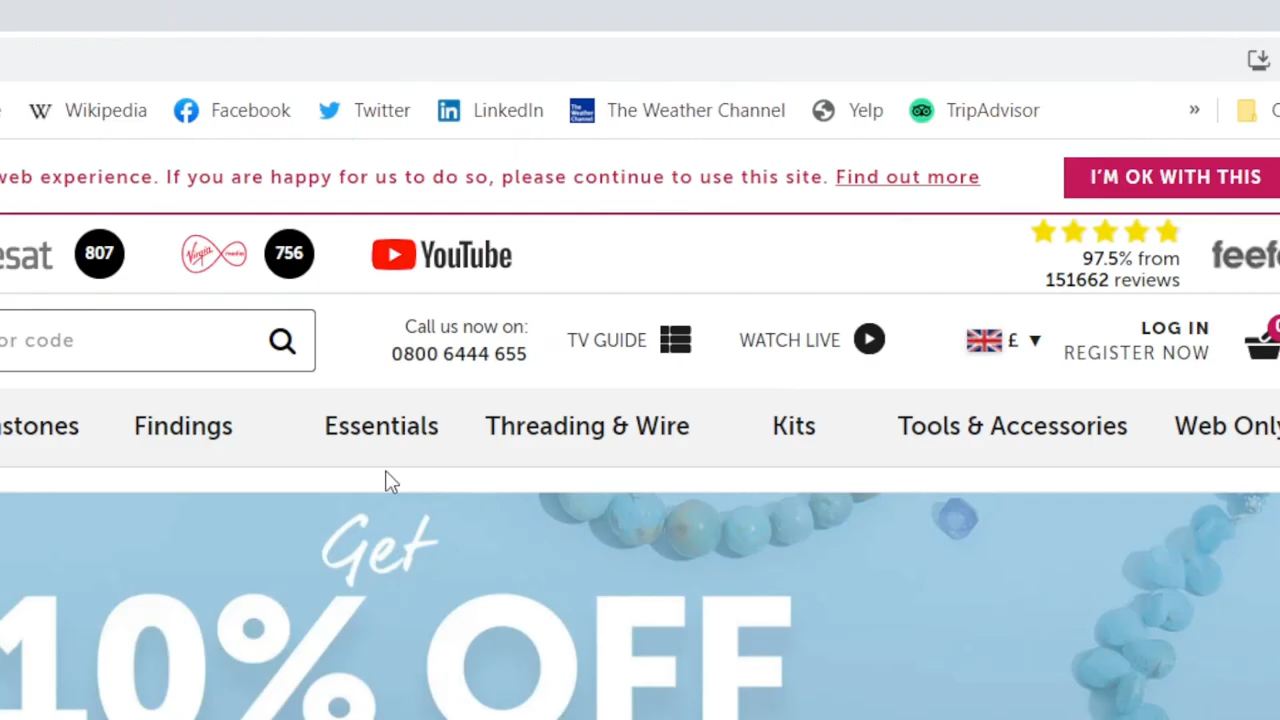 Wikipedia Facebook Twitter LinkedIn The Weather Channel Yelp TripAdvisor »
web experience. If you are happy for us to do so, please continue to use this site. Find out more I'M OK WITH THIS
esat 807 Virgin media 756 YouTube
97.5% from
151662 reviews
feefo
or code
Call us now on:
0800 6444 655
TV GUIDE
WATCH LIVE
£ ▼
LOG IN
REGISTER NOW
stones Findings Essentials Threading & Wire Kits Tools & Accessories Web Only
Get
10% OFF